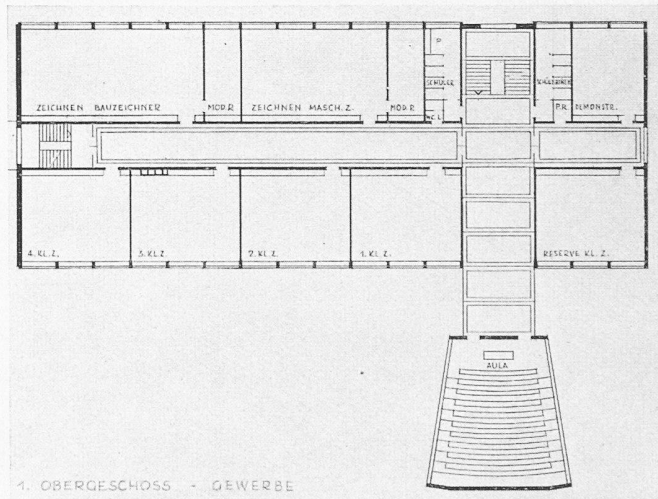 P
SCHÜLER
SCHÜLERINNEN
ZEICHNEN BAUZEICHNER
MOD.R.
ZEICHNEN MASCH. Z.
MOD.R.
W.C.L.
P.R.
DEMONSTR.
4. KL. Z.
3. KL. Z.
2. KL. Z.
1. KL. Z.
RESERVE KL. Z.
AULA
1. OBERGESCHOSS - GEWERBE